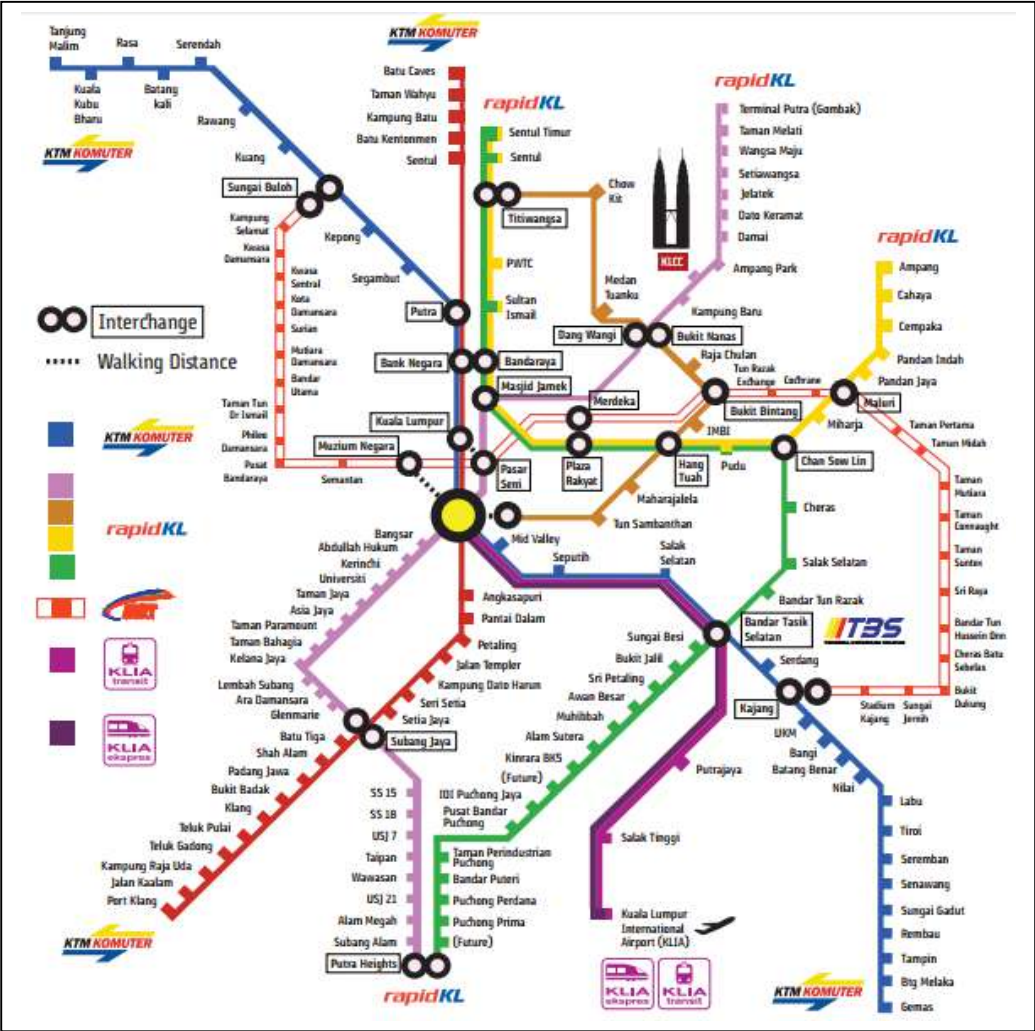 Tanjung
Malim
Rasa
Serendah
Kuala
Kubu
Bharu
Batang
kali
Rawang
KTM KOMUTER
Kuang
Sungai Buloh
Kepong
Segambut
Putra
Bank Negara
Kuala Lumpur
Muzium Negara
KTM KOMUTER
Batu Caves
Taman Wahyu
Kampung Batu
Batu Kentonmen
Sentul
rapidKL
Sentul Timur
Sentul
Titiwangsa
PWTC
Sultan
Ismail
Bandaraya
Masjid Jamek
Chow
Kit
Medan
Tuanku
Dang Wangi
Bukit Nanas
KLCC
rapidKL
Terminal Putra (Gombak)
Taman Melati
Wangsa Maju
Setiawangsa
Jelatek
Dato Keramat
Damai
Ampang Park
Kampung Baru
rapidKL
Ampang
Cahaya
Cempaka
Pandan Indah
Pandan Jaya
Maluri
Miharja
Raja Chulan
Tun Razak
Exchange
Cochrane
Bukit Bintang
IMBI
Merdeka
Plaza
Rakyat
Hang
Tuah
Pudu
Chan Sow Lin
Pasar
Seni
Maharajalela
Tun Sambanthan
Kampung
Selamat
Kwasa
Damansara
Kwasa
Sentral
Kota
Damansara
Surian
Mutiara
Damansara
Bandar
Utama
Taman Tun
Dr Ismail
Phileo
Damansara
Pusat
Bandaraya
Semantan
Interchange
Walking Distance
KTM KOMUTER
rapidKL
KLIA
transit
KLIA
ekspres
Taman Pertama
Taman Midah
Taman
Mutiara
Taman
Connaught
Taman
Suntex
Sri Raya
Bandar Tun
Hussein Onn
Cheras Batu
Sebelas
Bukit
Dukung
Sungai
Jernih
Stadium
Kajang
Cheras
Salak Selatan
Bandar Tun Razak
Bandar Tasik
Selatan
TBS
Mid Valley
Seputih
Salak
Selatan
Serdang
Kajang
UKM
Bangi
Batang Benar
Nilai
Labu
Tiroi
Seremban
Senawang
Sungai Gadut
Rembau
Tampin
Btg Melaka
Gemas
KTM KOMUTER
Bangsar
Abdullah Hukum
Kerinchi
Universiti
Taman Jaya
Asia Jaya
Taman Paramount
Taman Bahagia
Kelana Jaya
Lembah Subang
Ara Damansara
Glenmarie
Subang Jaya
SS 15
SS 18
USJ 7
Taipan
Wawasan
USJ 21
Alam Megah
Subang Alam
Putra Heights
rapidKL
Angkasapuri
Pantai Dalam
Petaling
Jalan Templer
Kampung Dato Harun
Seri Setia
Setia Jaya
Batu Tiga
Shah Alam
Padang Jawa
Bukit Badak
Klang
Teluk Pulai
Teluk Gadong
Kampung Raja Uda
Jalan Kaalam
Port Klang
KTM KOMUTER
Sungai Besi
Bukit Jalil
Sri Petaling
Awan Besar
Muhibbah
Alam Sutera
Kinrara BK5
(Future)
IOI Puchong Jaya
Pusat Bandar
Puchong
Taman Perindustrian
Puchong
Bandar Puteri
Puchong Perdana
Puchong Prima
(Future)
Putrajaya
Salak Tinggi
Kuala Lumpur
International
Airport (KLIA)
KLIA
ekspres
KLIA
transit